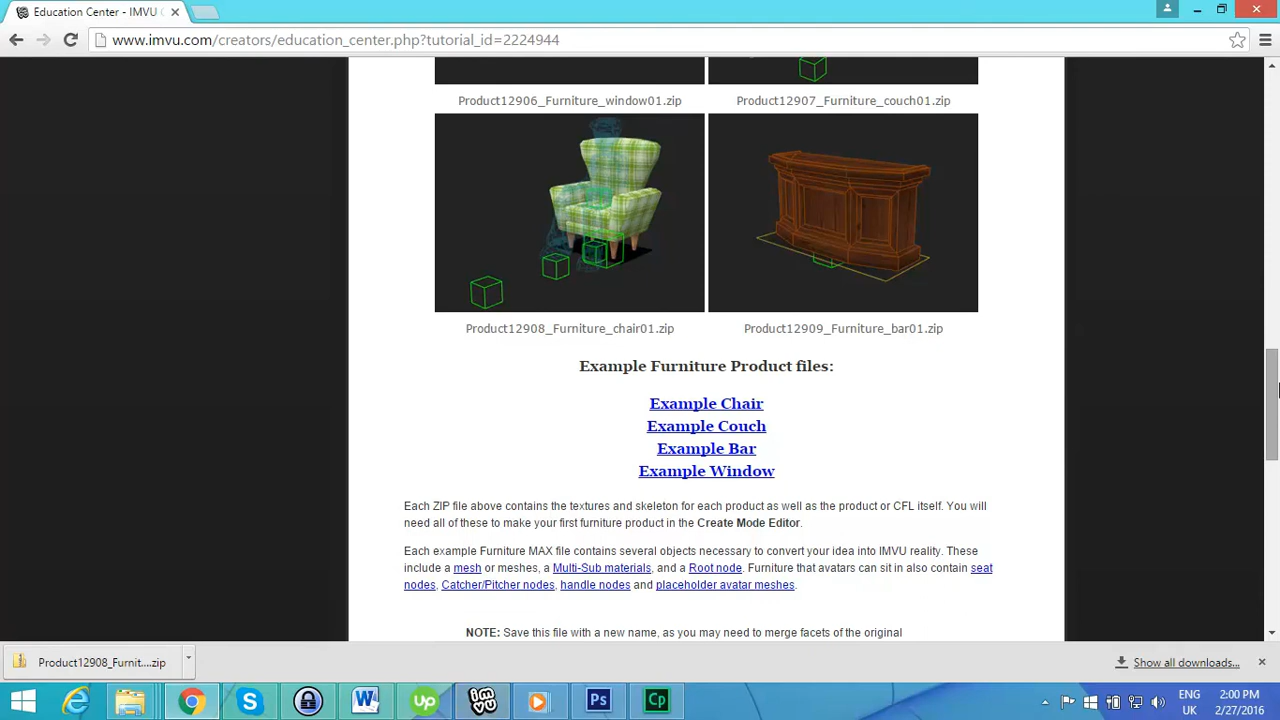 Education Center - IMVU
www.imvu.com/creators/education_center.php?tutorial_id=2224944
Product12906_Furniture_window01.zip
Product12907_Furniture_couch01.zip
Product12908_Furniture_chair01.zip
Product12909_Furniture_bar01.zip
Example Furniture Product files:
Example Chair
Example Couch
Example Bar
Example Window
Each ZIP file above contains the textures and skeleton for each product as well as the product or CFL itself. You will
need all of these to make your first furniture product in the Create Mode Editor.
Each example Furniture MAX file contains several objects necessary to convert your idea into IMVU reality. These
include a mesh or meshes, a Multi-Sub materials, and a Root node. Furniture that avatars can sit in also contain seat
nodes, Catcher/Pitcher nodes, handle nodes and placeholder avatar meshes.
NOTE: Save this file with a new name, as you may need to merge facets of the original
Product12908_Furnit....zip
Show all downloads...
W
Up
Ps
Cp
ENG
UK
2:00 PM
2/27/2016